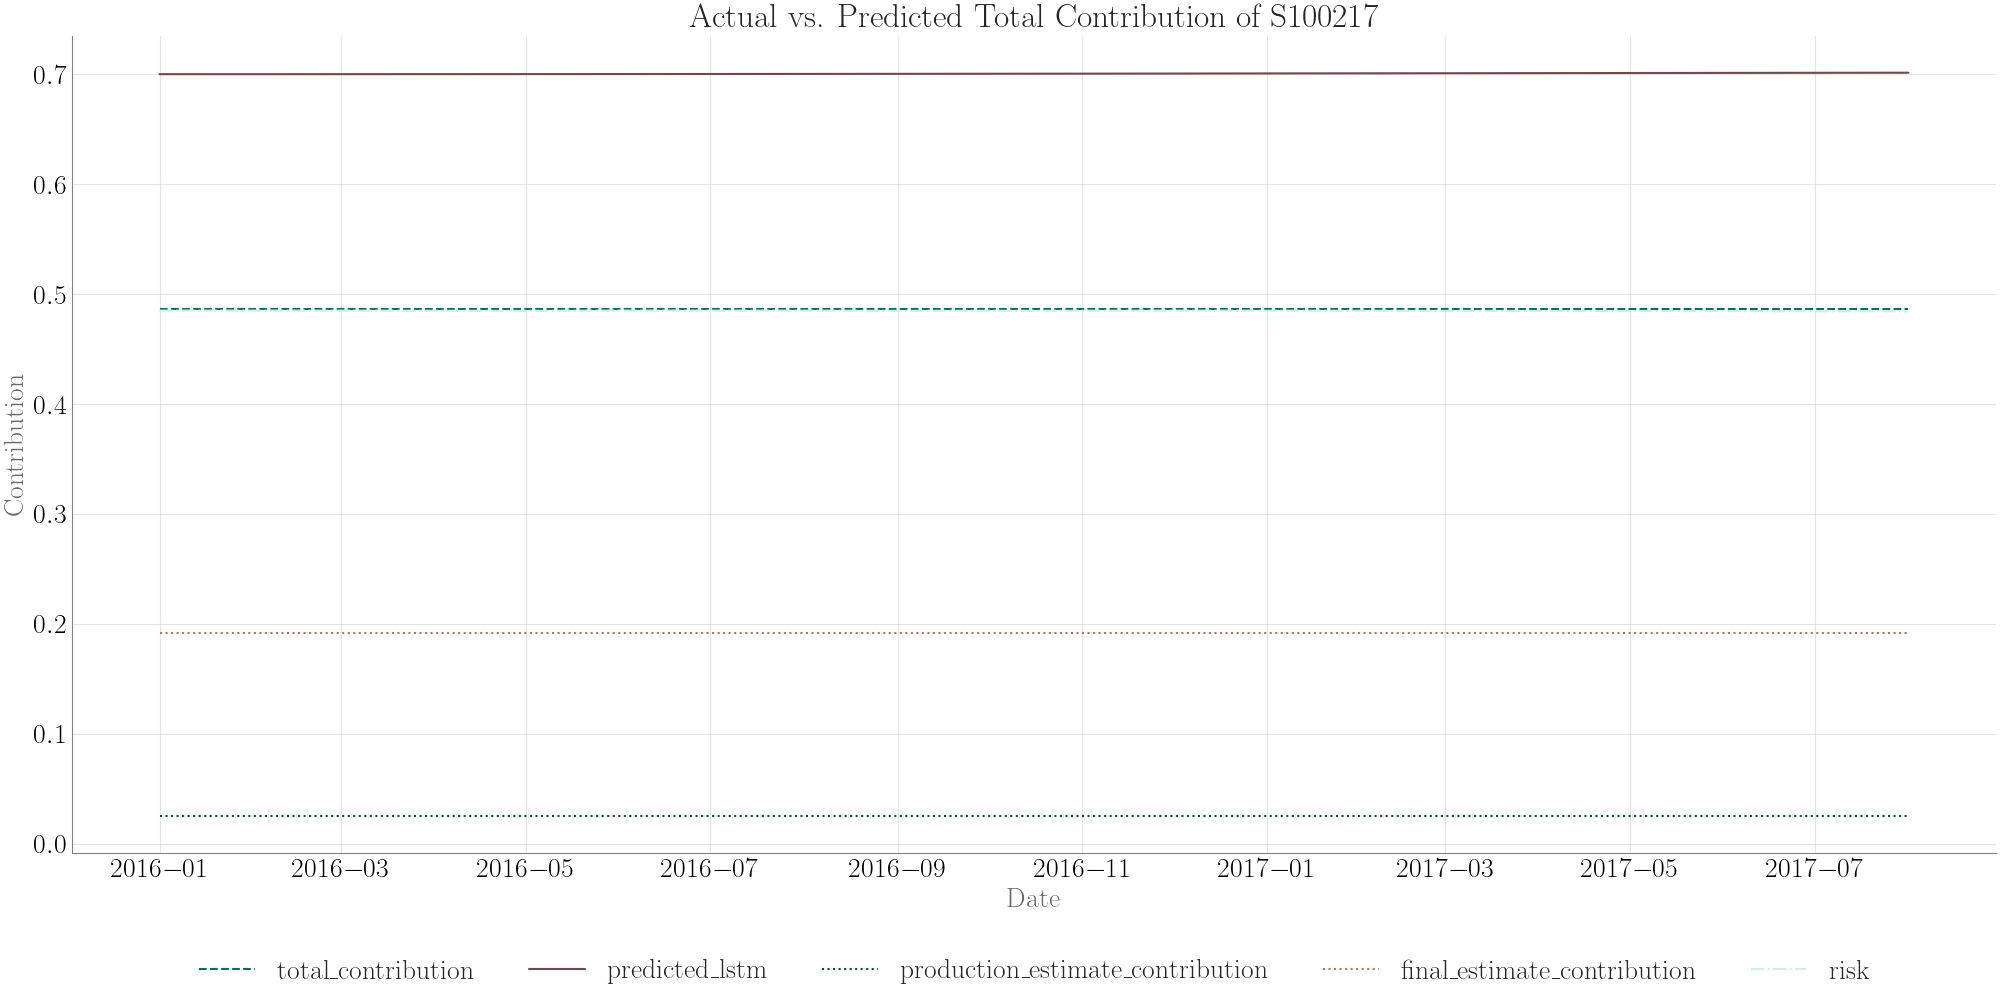 Actual vs. Predicted Total Contribution of S100217
0.7
0.6
0.5
0.4
0.3
0.2
0.1
0.0
Contribution
2016−01 2016−03 2016−05 2016−07 2016−09 2016−11 2017−01 2017−03 2017−05 2017−07
Date
total_contribution predicted_lstm production_estimate_contribution final_estimate_contribution risk